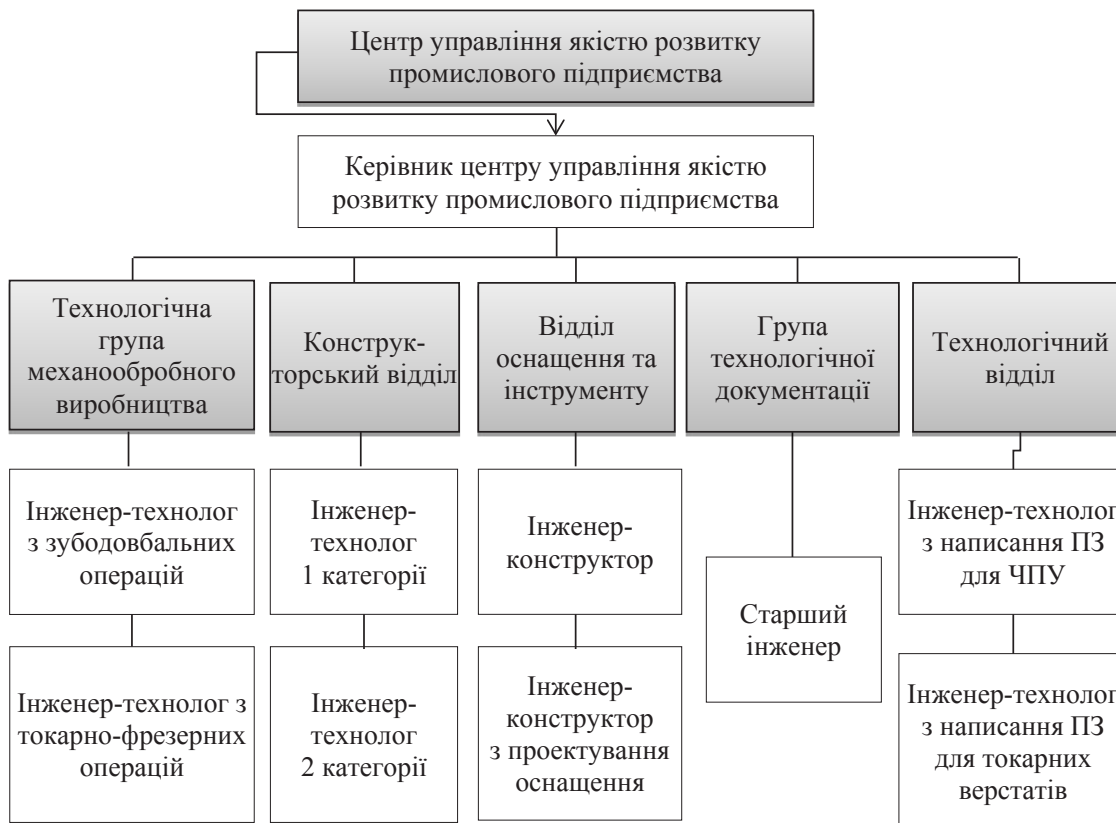 Центр управління якістю розвитку
промислового підприємства
Керівник центру управління якістю
розвитку промислового підприємства
Технологічна
група
механообробного
виробництва
Конструк-
торський відділ
Відділ
оснащення та
інструменту
Група
технологічної
документації
Технологічний
відділ
Інженер-технолог
з зубодовбальних
операцій
Інженер-
технолог
1 категорії
Інженер-
конструктор
Старший
інженер
Інженер-технолог
з написання ПЗ
для ЧПУ
Інженер-технолог з
токарно-фрезерних
операцій
Інженер-
технолог
2 категорії
Інженер-
конструктор
з проектування
оснащення
Інженер-технолог
з написання ПЗ
для токарних
верстатів